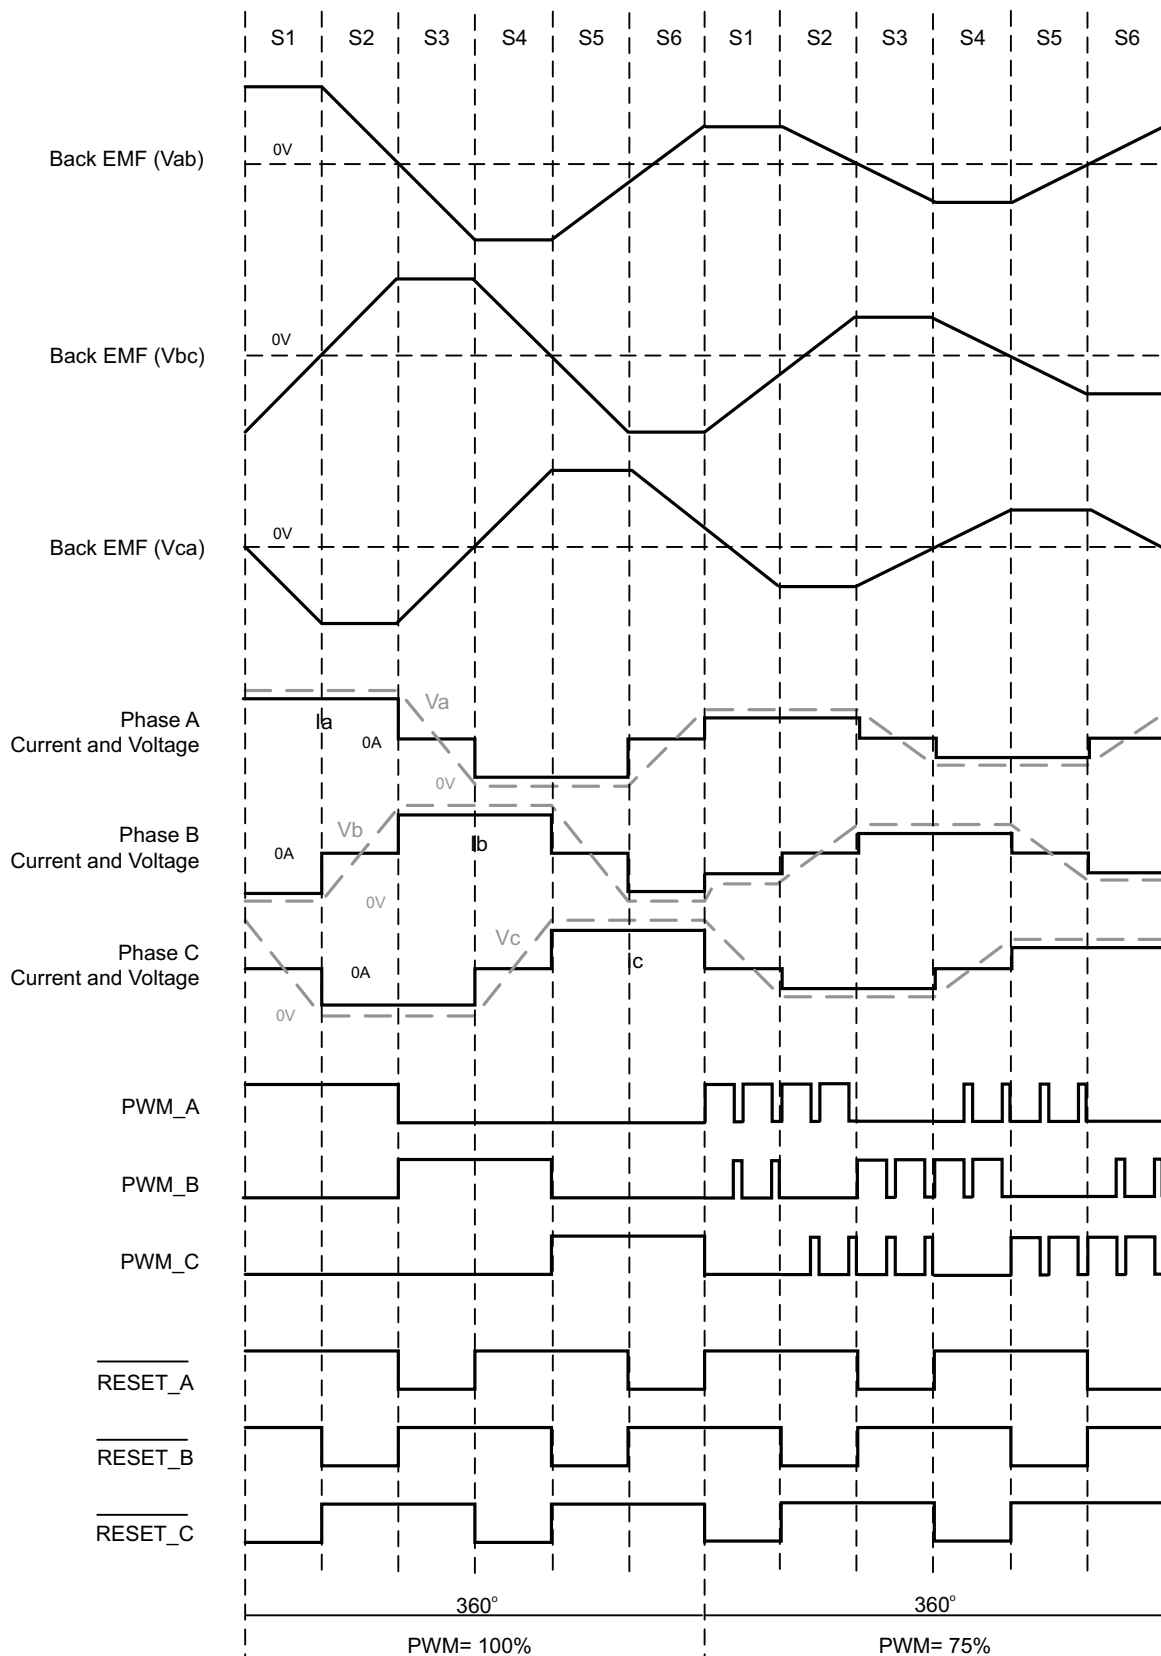 S1 S2 S3 S4 S5 S6 S1 S2 S3 S4 S5 S6
0V
Back EMF (Vab)
0V
Back EMF (Vbc)
0V
Back EMF (Vca)
Va
Ia
Phase A
0A
Current and Voltage
0V
Vb
Phase B
Ib
0A
Current and Voltage
0V
Vc
Phase C
Ic
0A
Current and Voltage
0V
PWM_A
PWM_B
PWM_C
RESET_A
RESET_B
RESET_C
360° 360°
PWM= 100% PWM= 75%